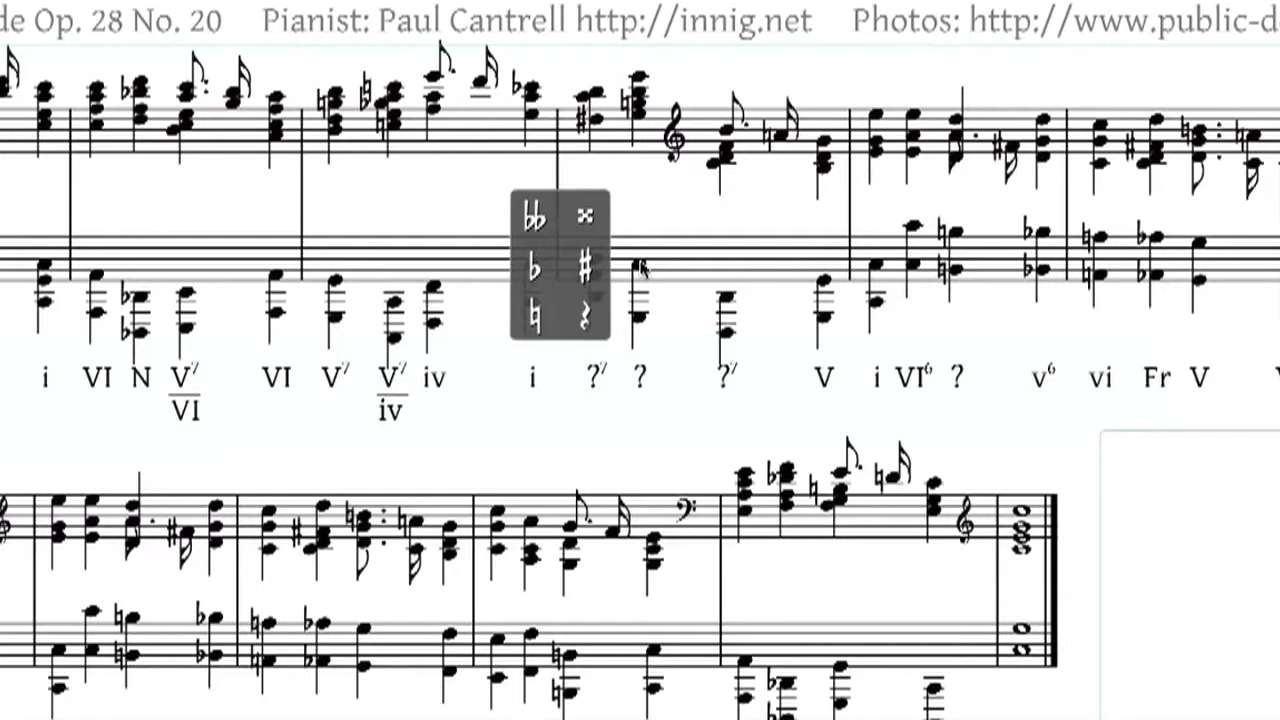 de Op. 28 No. 20 Pianist: Paul Cantrell http://innig.net Photos: http://www.public-d
i VI N V7 VI V7 V7 iv i ?7 ? ?7 V i VI6 ? v6 vi Fr V
VI iv